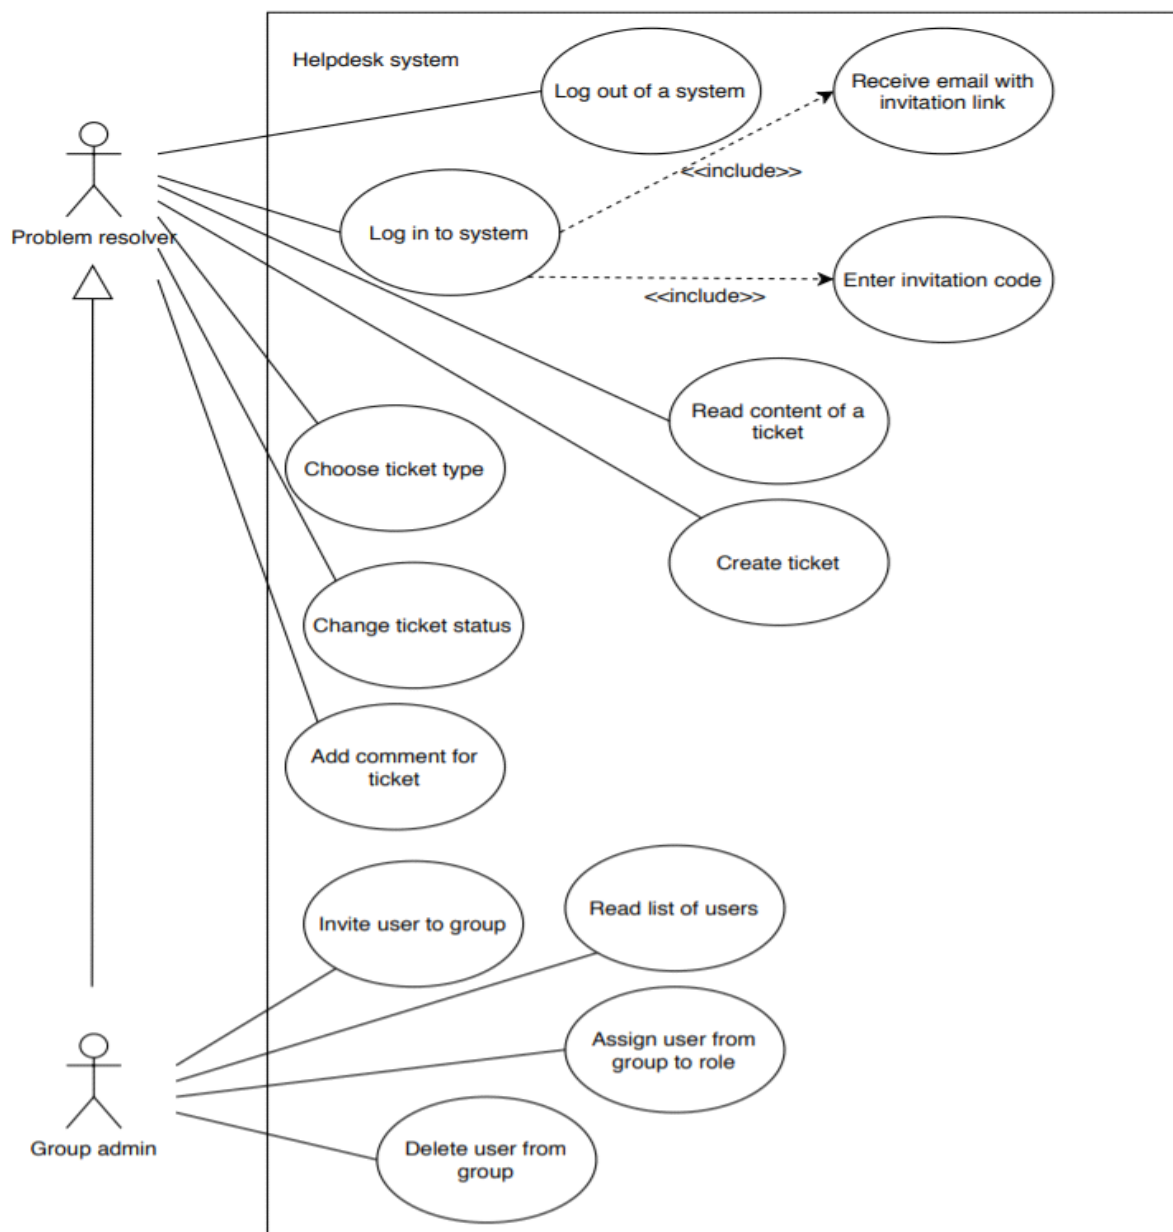 Helpdesk system
Log out of a system
Receive email with
invitation link
<<include>>
Problem resolver
Log in to system
Enter invitation code
<<include>>
Read content of a
ticket
Choose ticket type
Create ticket
Change ticket status
Add comment for
ticket
Invite user to group
Read list of users
Assign user from
group to role
Group admin
Delete user from
group